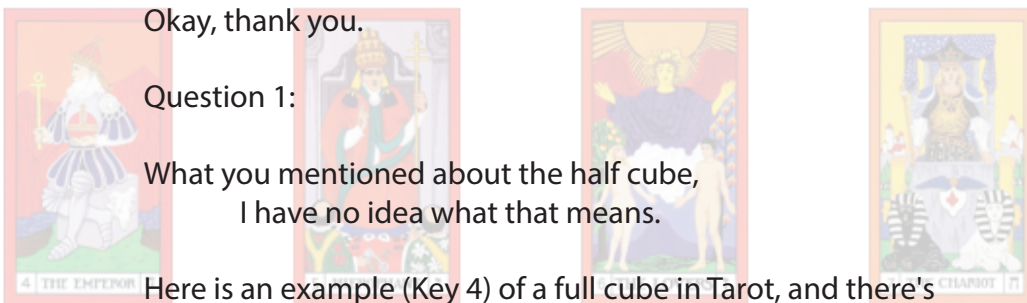 Okay, thank you.
Question 1:
What you mentioned about the half cube,
I have no idea what that means.
4 THE EMPEROR
7 THE CHARIOT ח
Here is an example (Key 4) of a full cube in Tarot, and there's